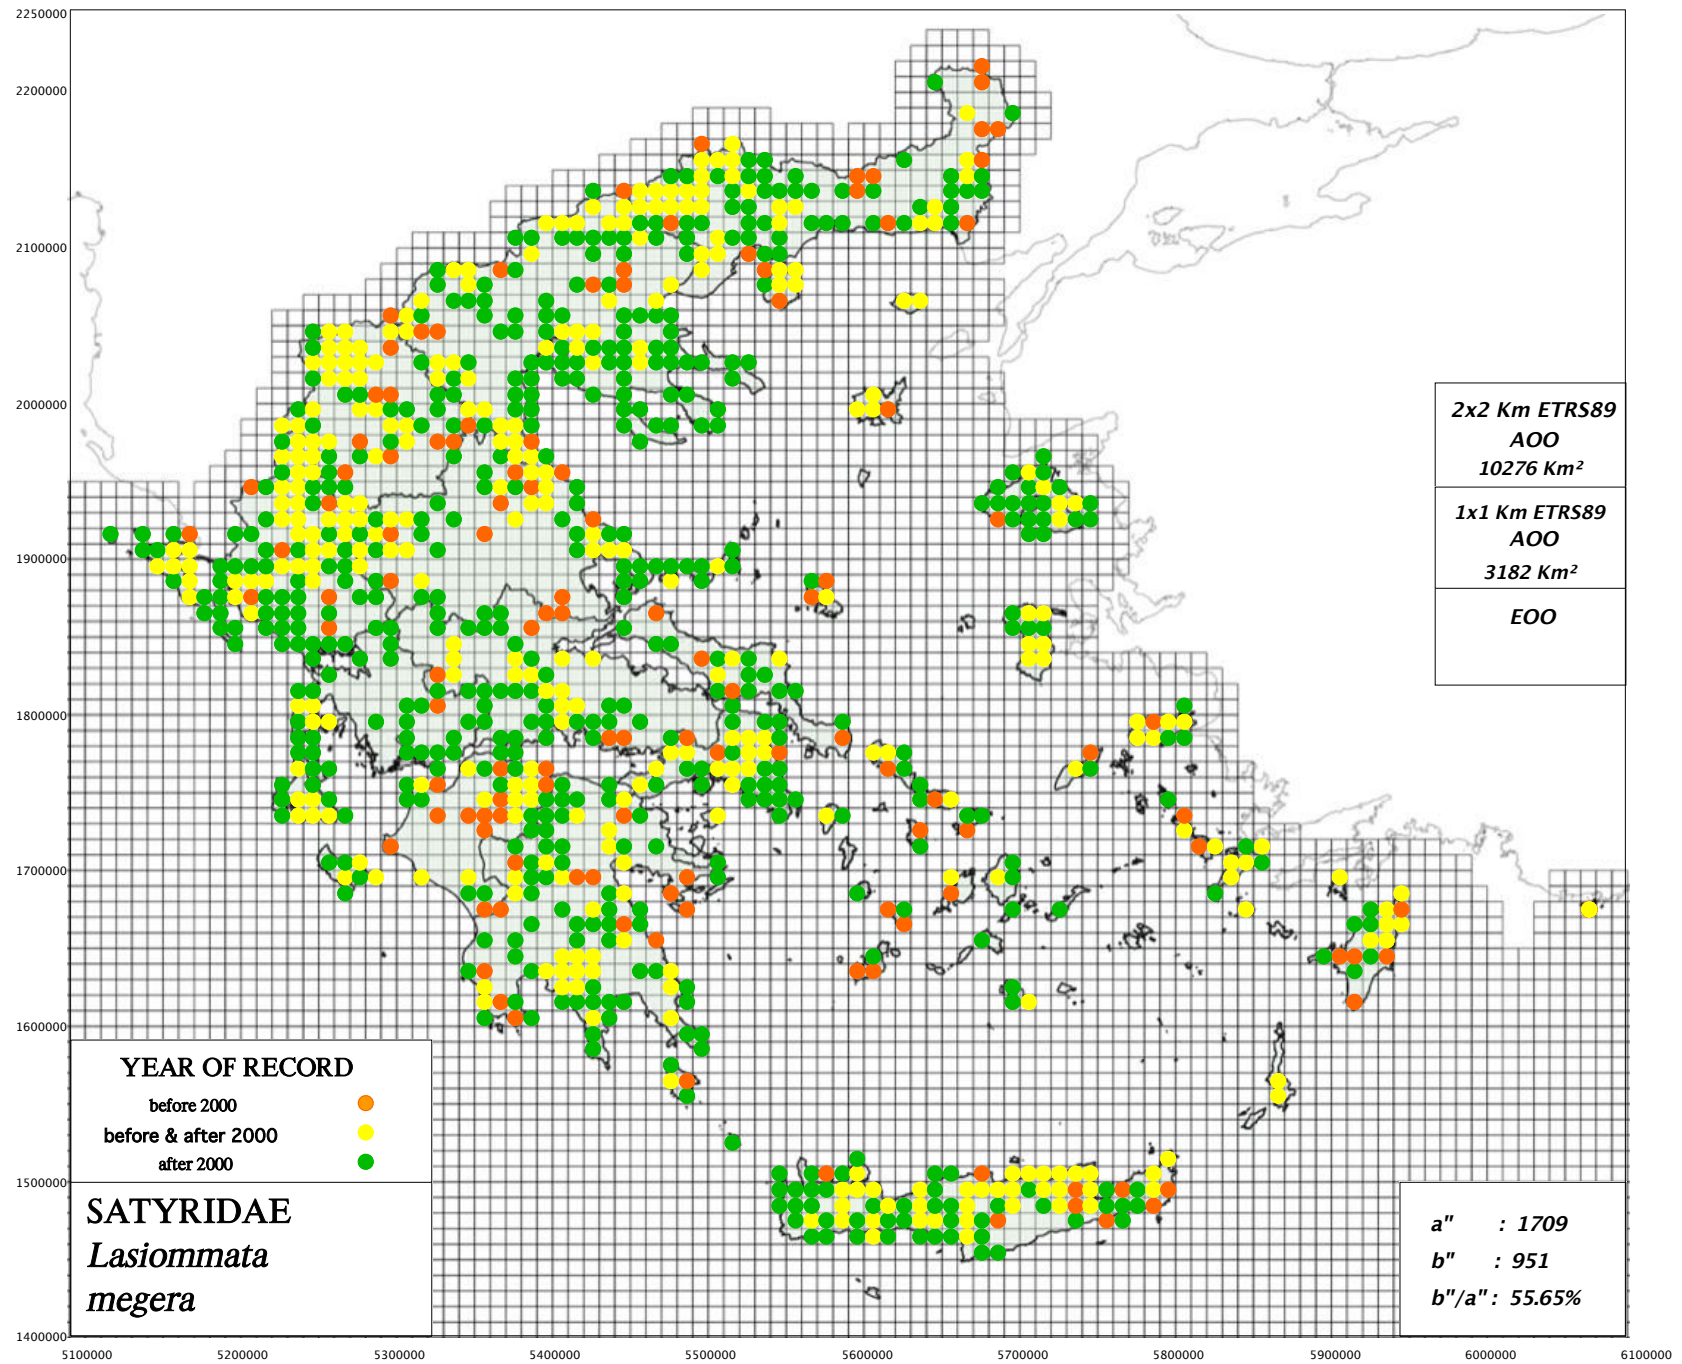 2250000
2200000
2100000
2000000
1900000
1800000
1700000
1600000
1500000
1400000
5100000 5200000 5300000 5400000 5500000 5600000 5700000 5800000 5900000 6000000 6100000
2x2 Km ETRS89
AOO
10276 Km²
1x1 Km ETRS89
AOO
3182 Km²
EOO
YEAR OF RECORD
before 2000
before & after 2000
after 2000
SATYRIDAE
Lasiommata
megera
a" : 1709
b" : 951
b"/a" : 55.65%